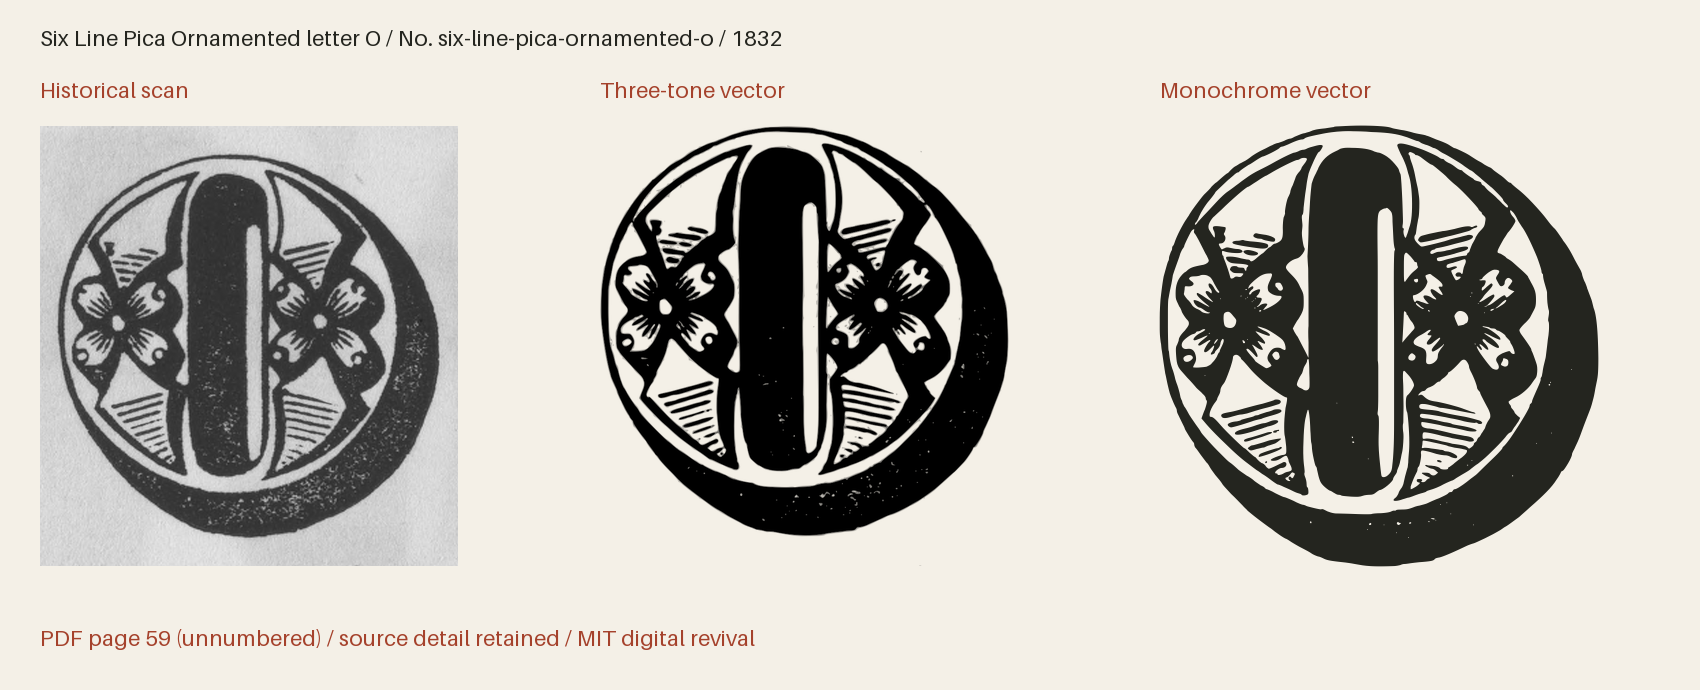 Six Line Pica Ornamented letter O / No. six-line-pica-ornamented-o / 1832
Historical scan
Three-tone vector
Monochrome vector
PDF page 59 (unnumbered) / source detail retained / MIT digital revival